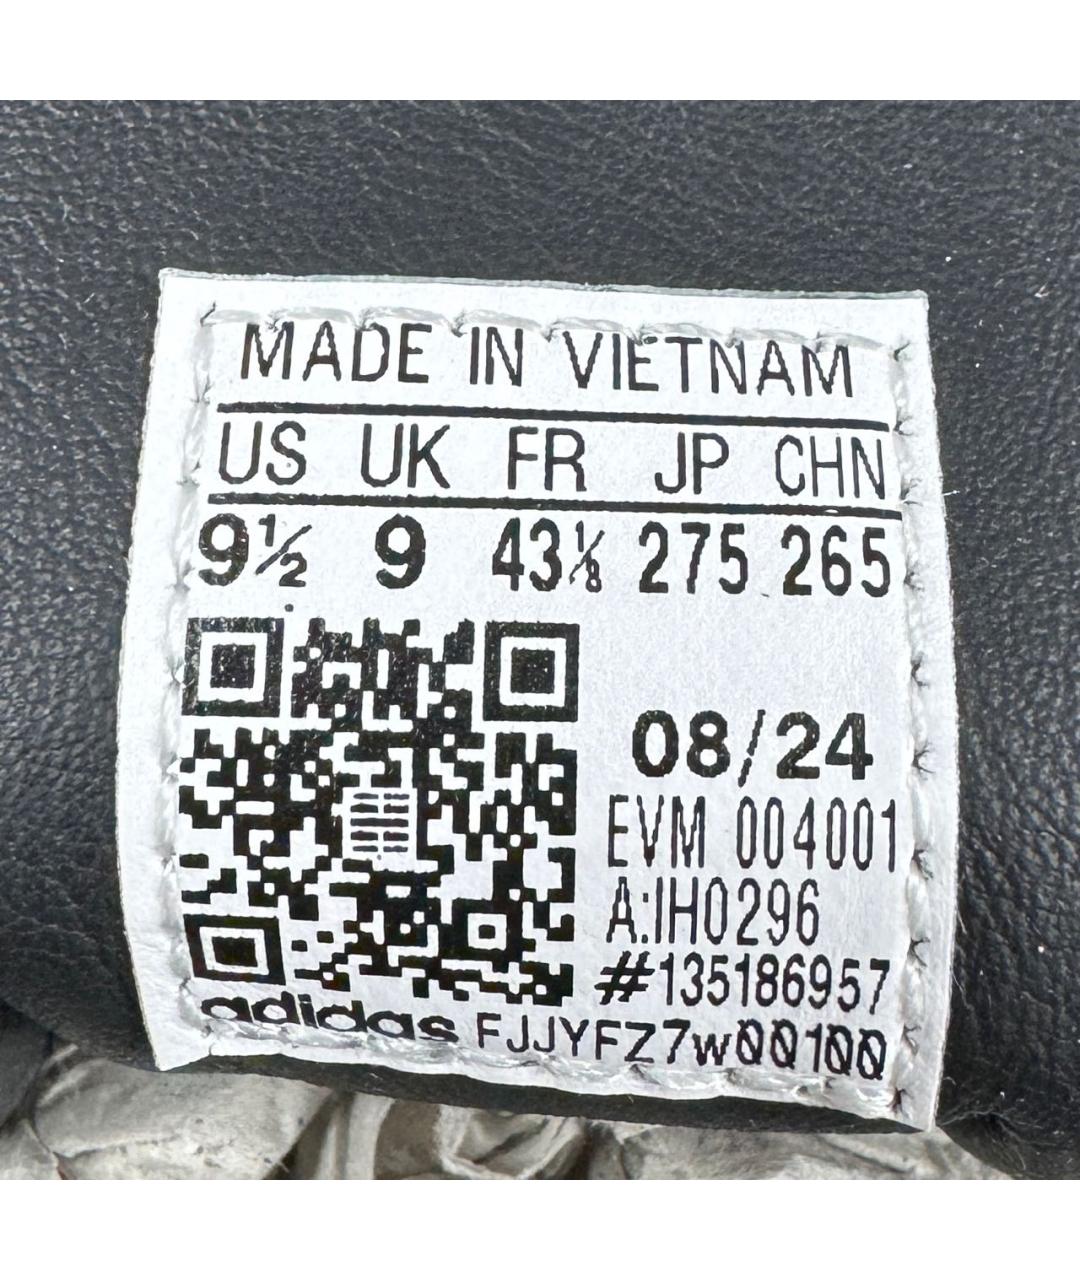 MADE IN VIETNAM
US UK FR JP CHN
9½ 9 43⅓ 275 265
08/24
EVM 004001
A:IH0296
#135186957
adidas FJJYFZ7w00100